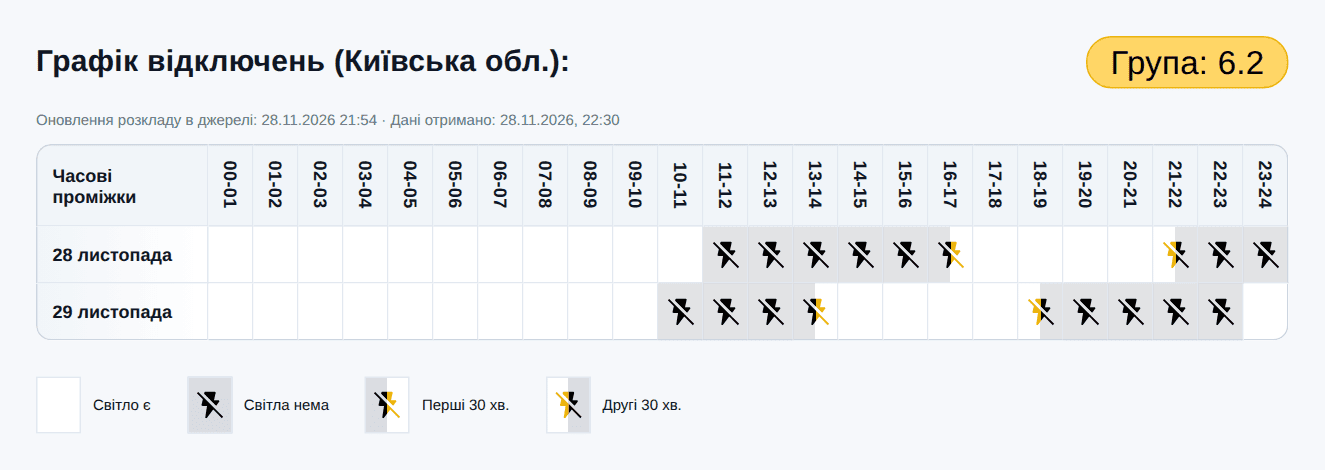 Графік відключень (Київська обл.):
Група: 6.2
Оновлення розкладу в джерелі: 28.11.2026 21:54 · Дані отримано: 28.11.2026, 22:30
Часові
проміжки
00-01
01-02
02-03
03-04
04-05
05-06
06-07
07-08
08-09
09-10
10-11
11-12
12-13
13-14
14-15
15-16
16-17
17-18
18-19
19-20
20-21
21-22
22-23
23-24
28 листопада
29 листопада
Світло є
Світла нема
Перші 30 хв.
Другі 30 хв.